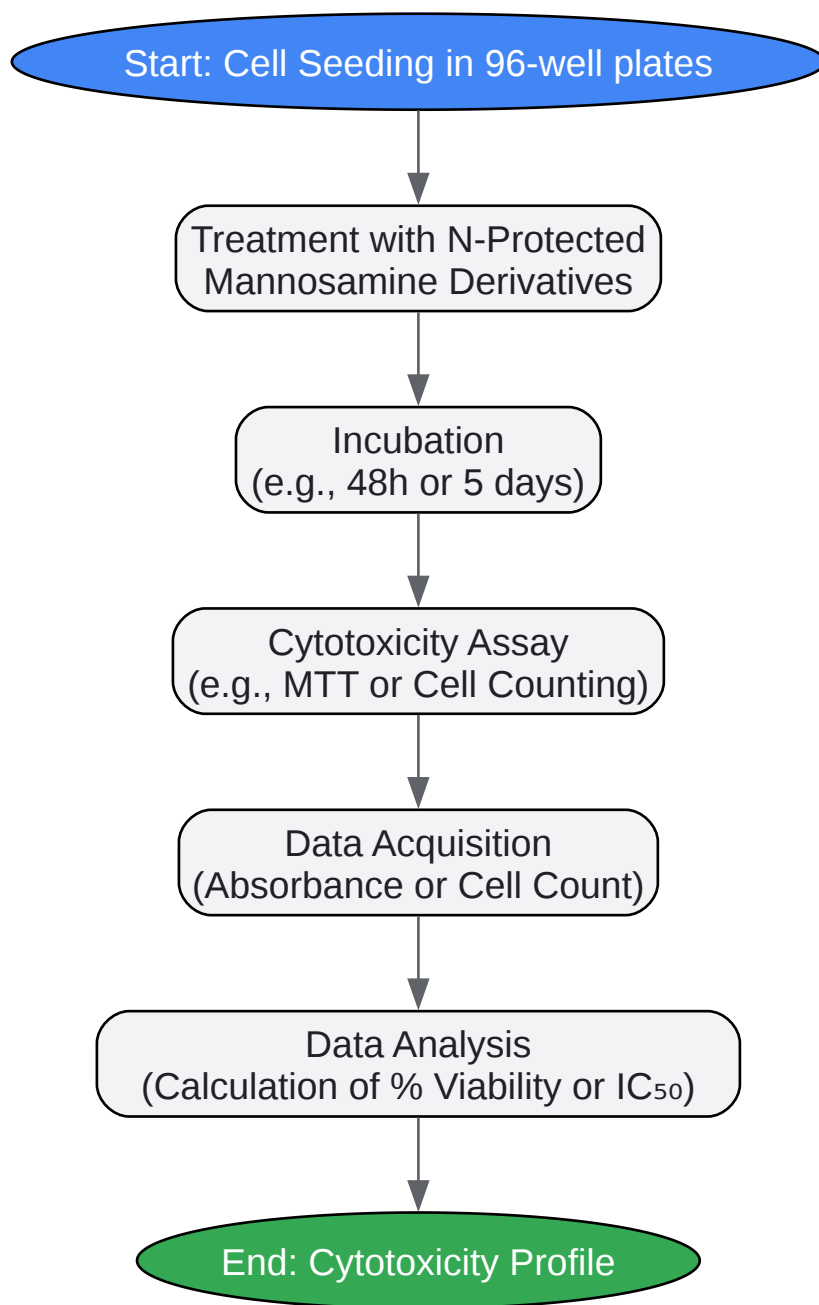 Start: Cell Seeding in 96-well plates
Treatment with N-Protected
Mannosamine Derivatives
Incubation
(e.g., 48h or 5 days)
Cytotoxicity Assay
(e.g., MTT or Cell Counting)
Data Acquisition
(Absorbance or Cell Count)
Data Analysis
(Calculation of % Viability or IC₅₀)
End: Cytotoxicity Profile